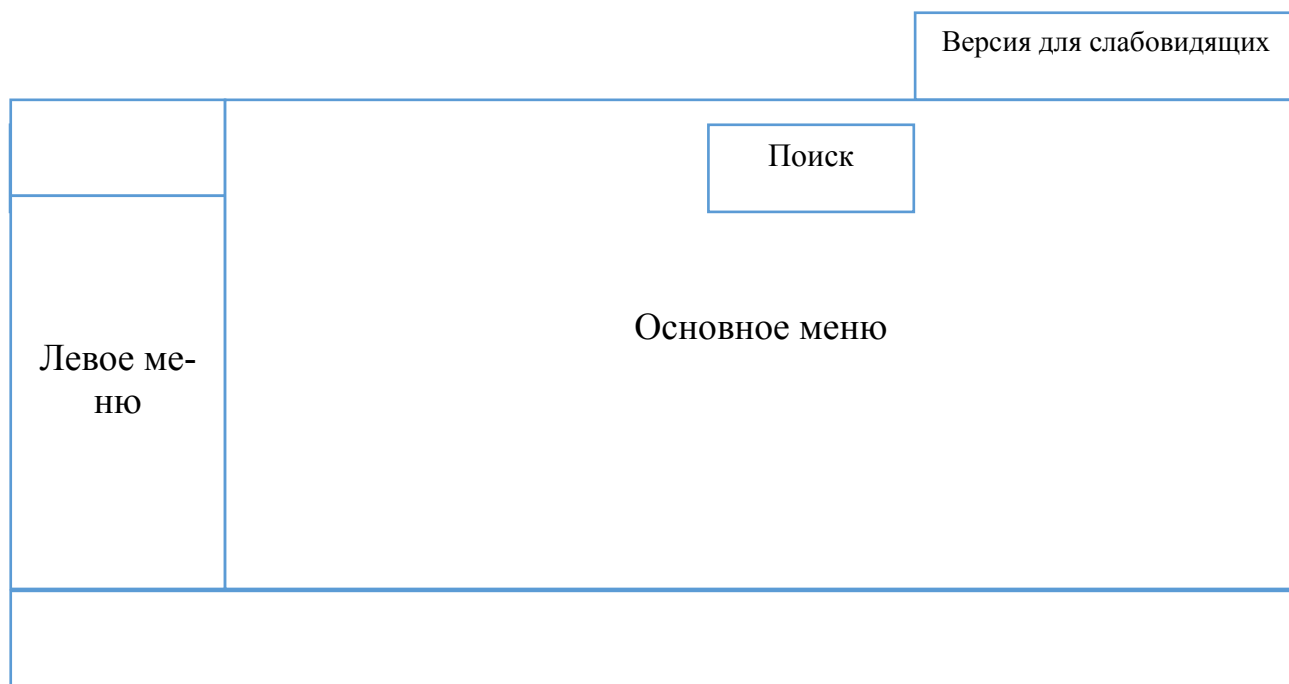 Версия для слабовидящих
Поиск
Основное меню
Левое ме-
ню